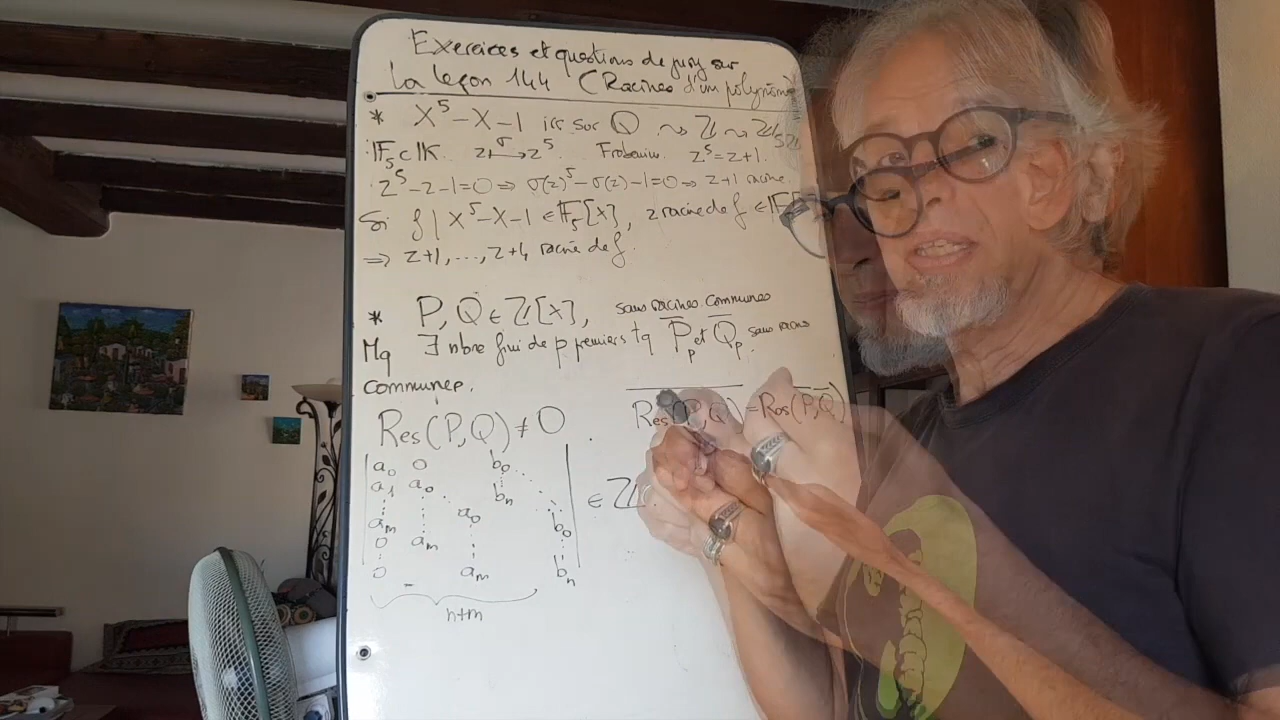 Exercices et questions de jury sur
la leçon 144 (Racines d'un polynôme)
* X⁵-X-1 irr sur Q ⇝ Z ⇝ Z/5Z
F₅ ⊂ K z ↦σ z⁵ Frobenius z⁵=z+1.
z⁵-z-1=0 ⇒ σ(z)⁵-σ(z)-1=0 ⇒ z+1 racine
Si f | X⁵-X-1 ∈ F₅[X], z racine de f ∈
⇒ z+1,...,z+4 racine de f.
* P, Q ∈ Z[X], sans racines communes
Mq ∃ nbre fini de p premiers tq P̄p et Q̄p sans racines
communes.
Res(P,Q) ≠ 0. Res(P,Q) = Res(P̄,Q̄)
a₀ 0 b₀
a₁ a₀ bn ∈ Z
am a₀ b₀
0 am
0 am bn
n+m